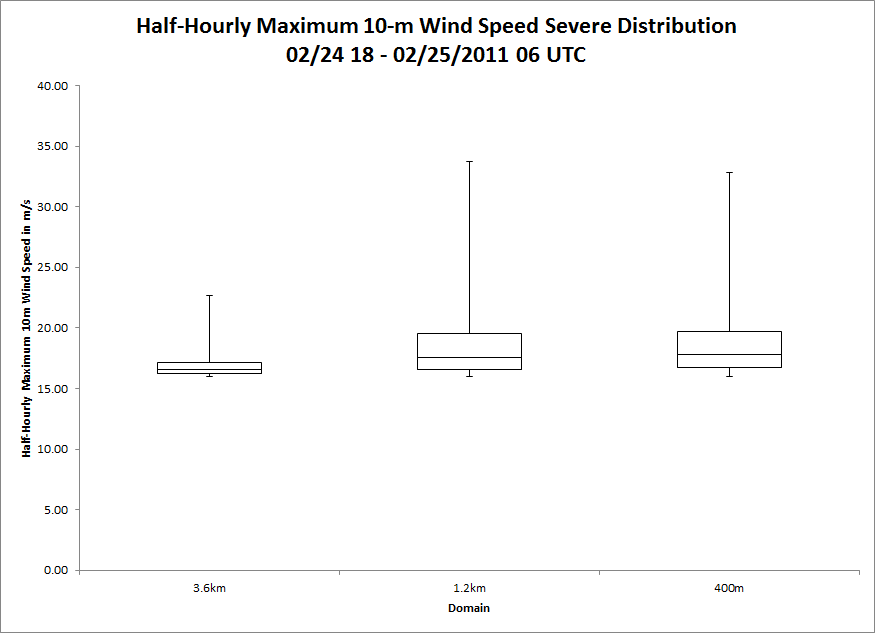 Half-Hourly Maximum 10-m Wind Speed Severe Distribution
02/24 18 - 02/25/2011 06 UTC
Half-Hourly Maximum 10m Wind Speed in m/s
40.00
35.00
30.00
25.00
20.00
15.00
10.00
5.00
0.00
3.6km
1.2km
400m
Domain